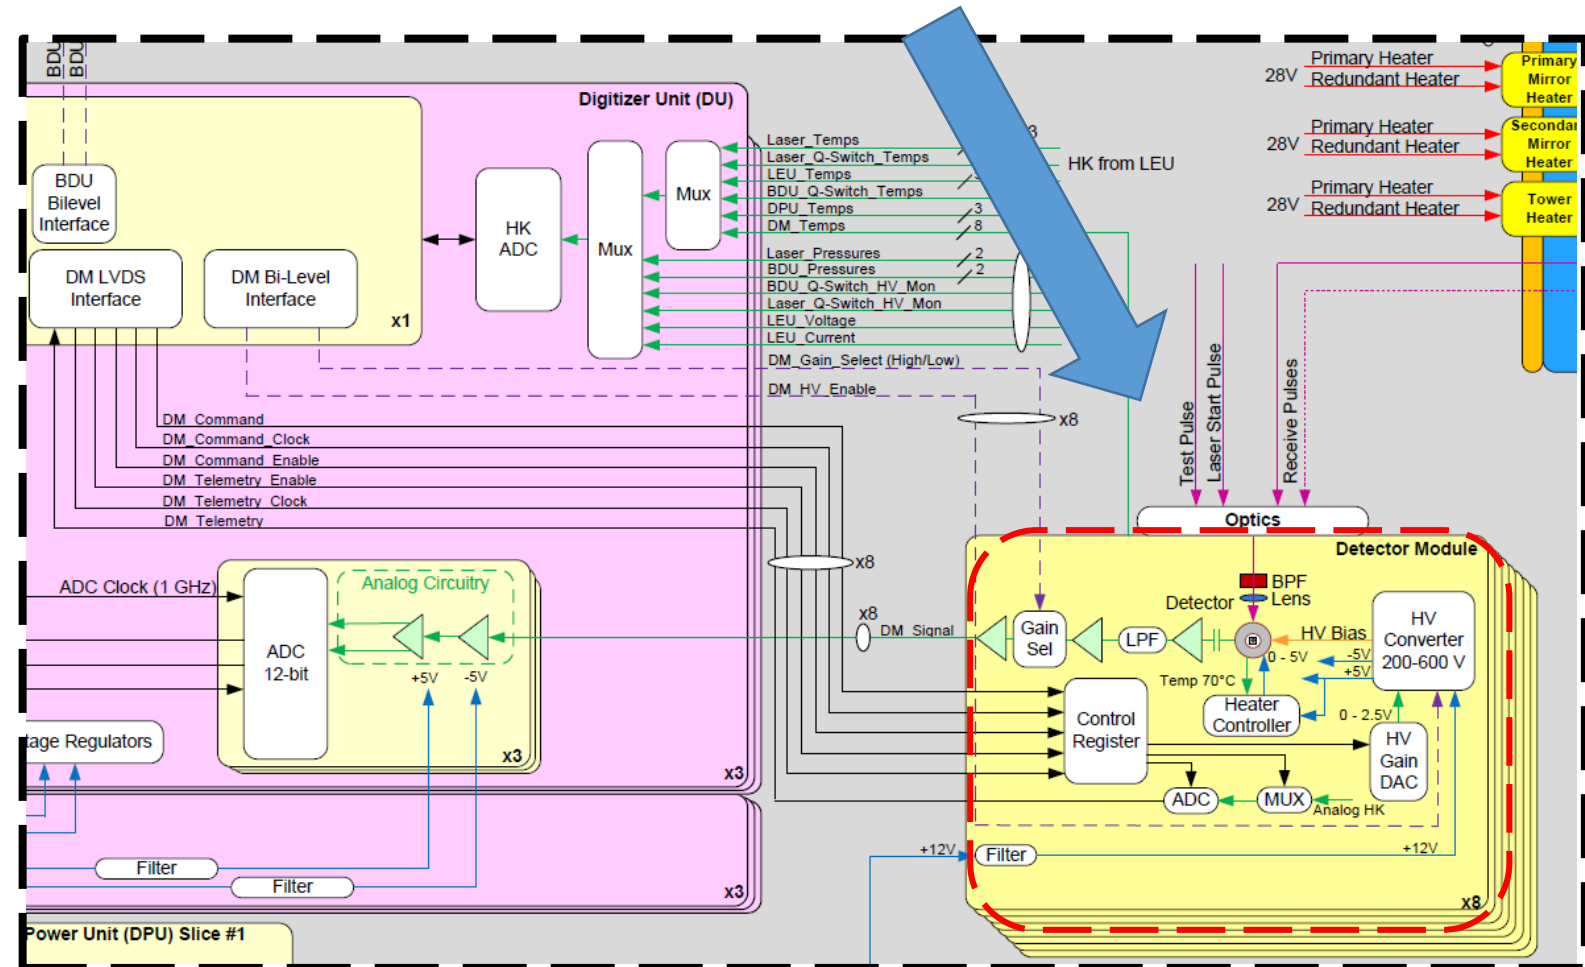 BDU
BDU
Digitizer Unit (DU)
BDU
Bilevel
Interface
DM LVDS
Interface
DM Bi-Level
Interface
x1
HK
ADC
Mux
Mux
Laser_Temps
Laser_Q-Switch_Temps
LEU_Temps
BDU_Q-Switch_Temps
DPU_Temps
3
DM_Temps
8
Laser_Pressures
2
BDU_Pressures
2
BDU_Q-Switch_HV_Mon
Laser_Q-Switch_HV_Mon
LEU_Voltage
LEU_Current
DM_Gain_Select (High/Low)
DM_HV_Enable
3
HK from LEU
28V
Primary Heater
Redundant Heater
Primary
Mirror
Heater
28V
Primary Heater
Redundant Heater
Mirror
Heater
28V
Primary Heater
Redundant Heater
Tower
Heater
x8
DM_Command
DM_Command_Clock
DM_Command_Enable
DM_Telemetry_Enable
DM_Telemetry_Clock
DM_Telemetry
Test Pulse
Laser Start Pulse
Receive Pulses
Optics
x8
ADC Clock (1 GHz)
ADC
12-bit
Analog Circuitry
+5V
-5V
x3
x8
DM_Signal
Detector Module
BPF
Lens
Detector
Gain
Sel
LPF
HV Bias
HV
Converter
200-600 V
0 - 5V
-5V
+5V
Temp 70°C
Heater
Controller
0 - 2.5V
HV
Gain
DAC
Control
Register
ADC
MUX
Analog HK
+12V
Filter
+12V
x8
tage Regulators
x3
Filter
Filter
x3
Power Unit (DPU) Slice #1